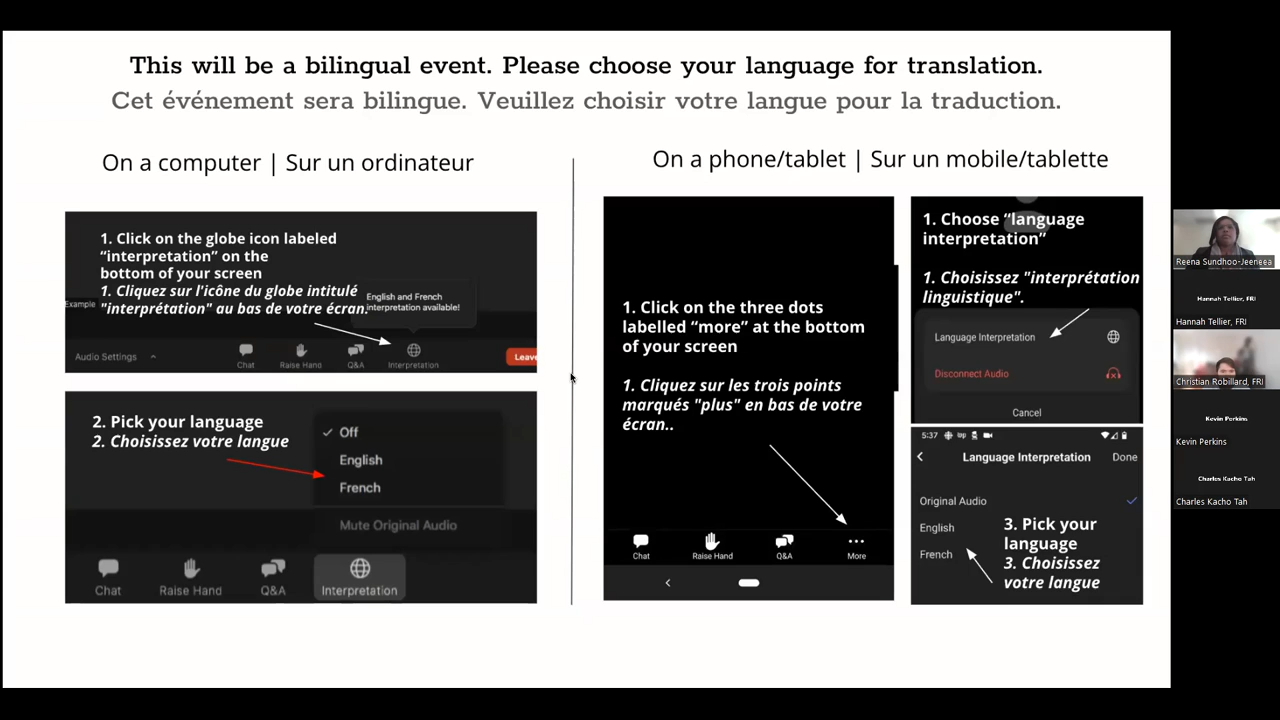 This will be a bilingual event. Please choose your language for translation.
Cet événement sera bilingue. Veuillez choisir votre langue pour la traduction.
On a computer | Sur un ordinateur
1. Click on the globe icon labeled
“interpretation” on the
bottom of your screen
1. Cliquez sur l'icône du globe intitulé
"interprétation" au bas de votre écran.
Example
English and French
interpretation available!
Audio Settings
Chat
Raise Hand
Q&A
Interpretation
Leave
2. Pick your language
2. Choisissez votre langue
Off
English
French
Mute Original Audio
Chat
Raise Hand
Q&A
Interpretation
On a phone/tablet | Sur un mobile/tablette
1. Click on the three dots
labelled “more” at the bottom
of your screen
1. Cliquez sur les trois points
marqués "plus" en bas de votre
écran..
Chat
Raise Hand
Q&A
More
1. Choose “language
interpretation”
1. Choisissez "interprétation
linguistique".
Language Interpretation
Disconnect Audio
Cancel
5:37
Language Interpretation
Done
Original Audio
English
French
3. Pick your
language
3. Choisissez
votre langue
Reena Sundhoo-Jeeneea
Hannah Tellier, FRI
Hannah Tellier, FRI
Christian Robillard, FRI
Kevin Perkins
Kevin Perkins
Charles Kacho Tah
Charles Kacho Tah